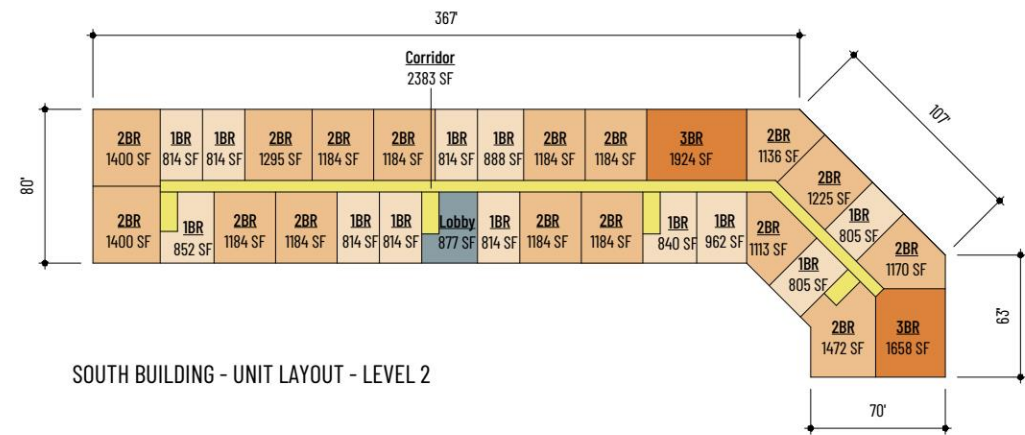 367'
Corridor
2383 SF
107'
80'
2BR
1400 SF
1BR
814 SF
1BR
814 SF
2BR
1295 SF
2BR
1184 SF
2BR
1184 SF
1BR
814 SF
1BR
888 SF
2BR
1184 SF
2BR
1184 SF
3BR
1924 SF
2BR
1136 SF
2BR
1225 SF
1BR
805 SF
2BR
1170 SF
2BR
1400 SF
1BR
852 SF
2BR
1184 SF
2BR
1184 SF
1BR
814 SF
1BR
814 SF
Lobby
877 SF
1BR
814 SF
2BR
1184 SF
2BR
1184 SF
1BR
840 SF
1BR
962 SF
2BR
1113 SF
1BR
805 SF
2BR
1472 SF
3BR
1658 SF
63'
SOUTH BUILDING - UNIT LAYOUT - LEVEL 2
70'